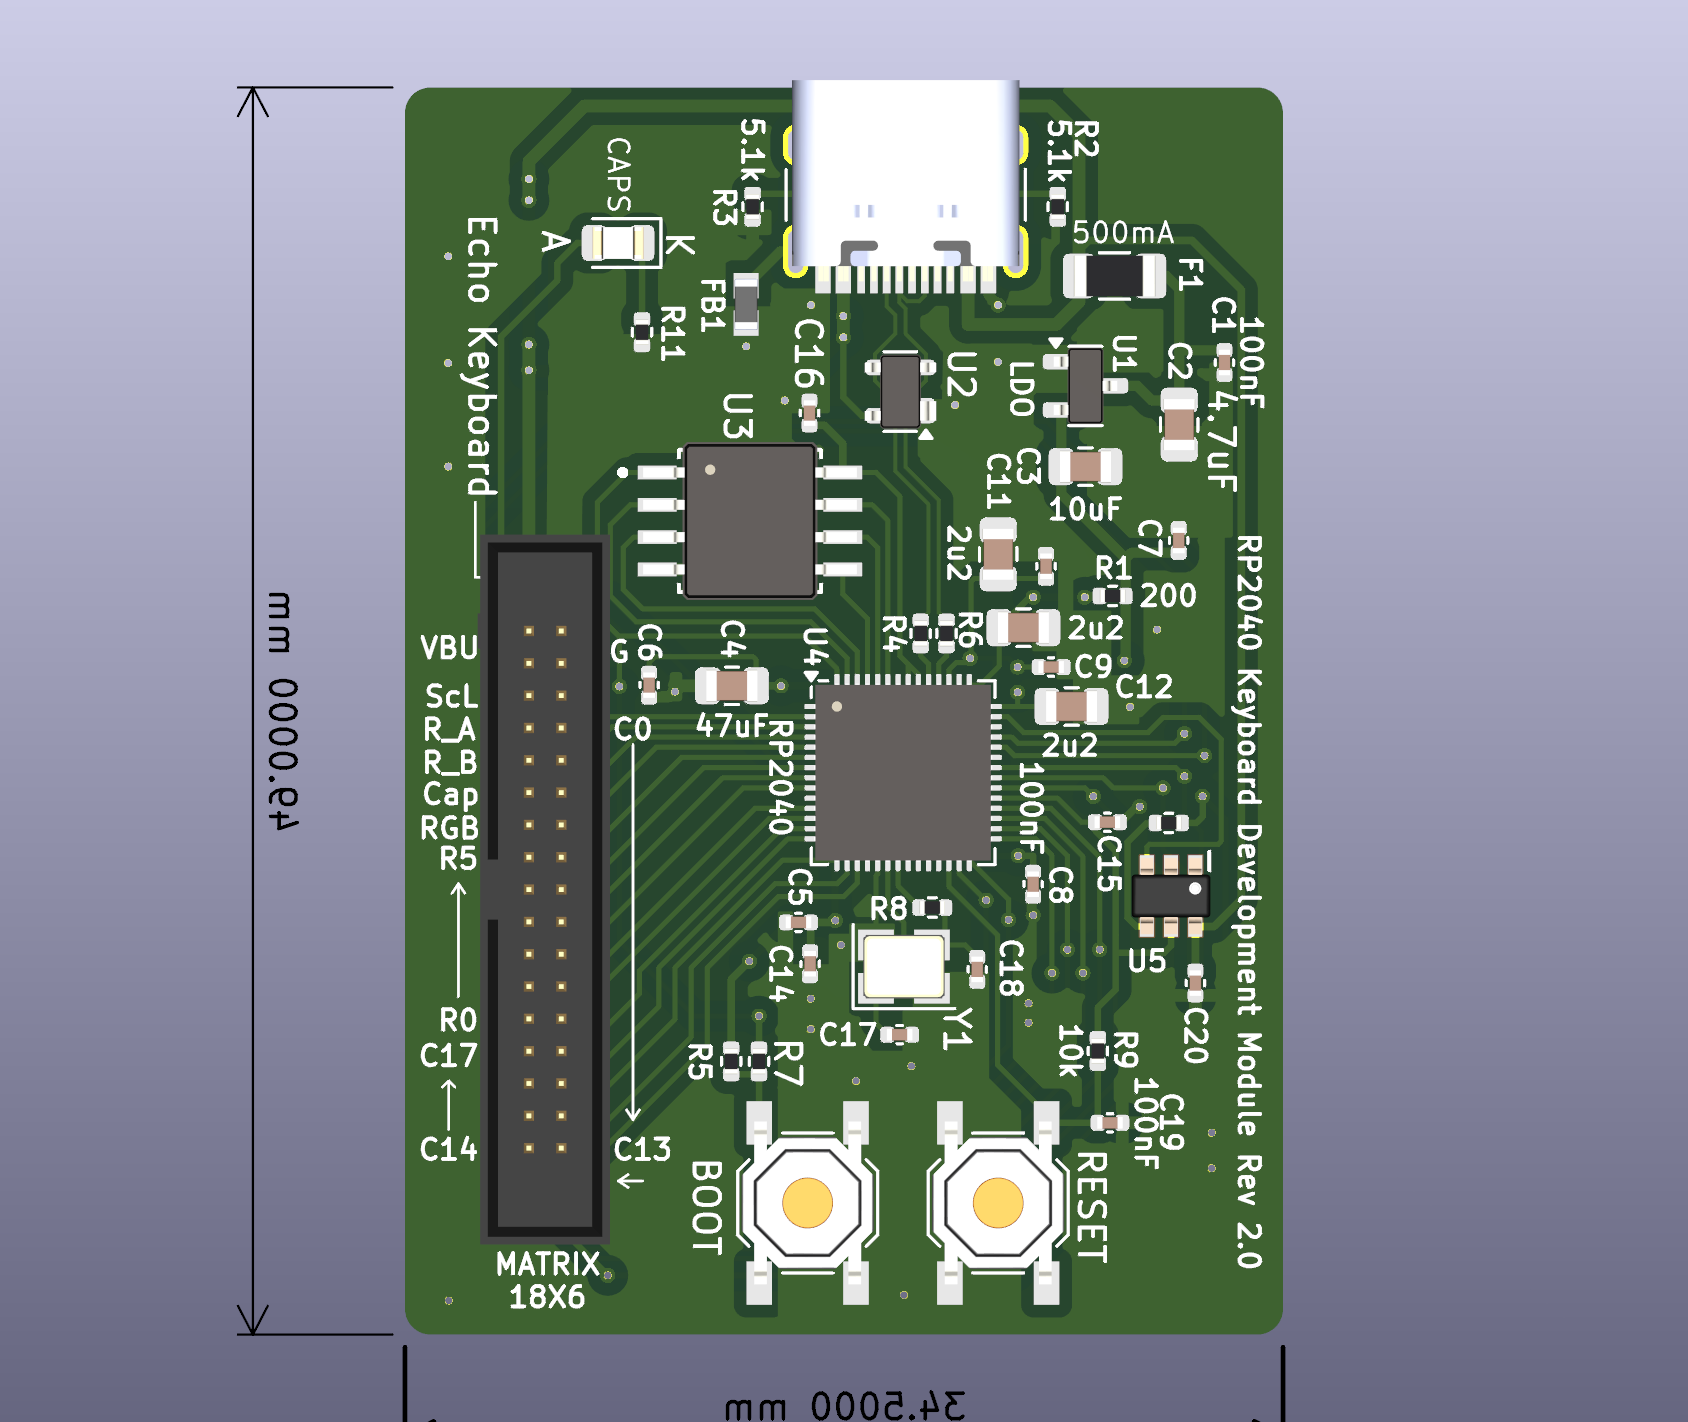 5.1k
R3
5.1k
R2
CAPS
A
K
Echo Keyboard
R11
FB1
C16
U2
500mA
F1
U1
LDO
C1
100nF
C2
4.7uF
U3
C3
10uF
C11
2u2
C7
R1
200
R4
R6
2u2
C9
C12
2u2
VBU
ScL
R_A
R_B
Cap
RGB
R5
R0
C17
C14
G
C6
C4
47uF
C0
U4
RP2040
100nF
C8
C15
U5
C20
C5
C14
R8
C18
C17
Y1
R5
R7
R9
10k
C19
100nF
C13
BOOT
RESET
MATRIX
18X6
RP2040 Keyboard Development Module Rev 2.0
49.0000 mm
34.5000 mm